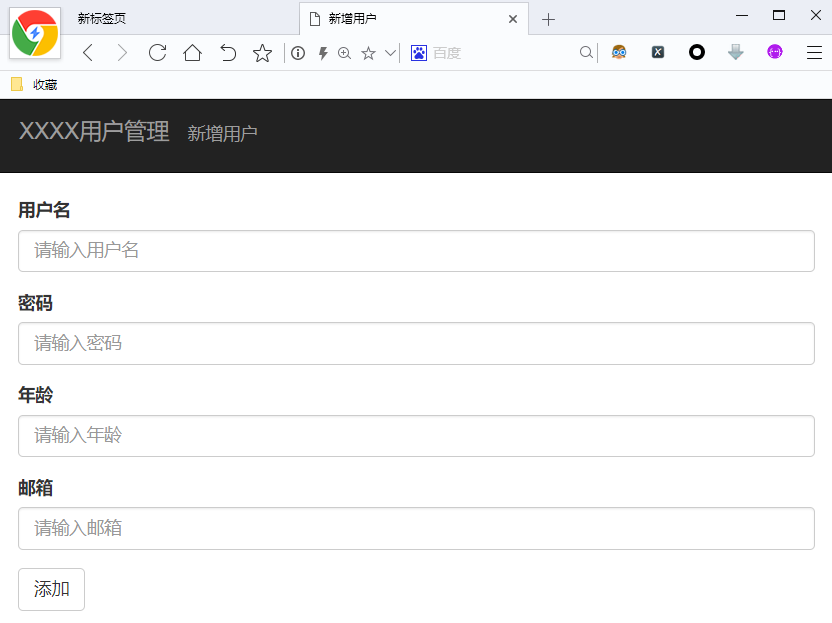 新标签页
新增用户
百度
收藏
XXXX用户管理 新增用户
用户名
请输入用户名
密码
请输入密码
年龄
请输入年龄
邮箱
请输入邮箱
添加